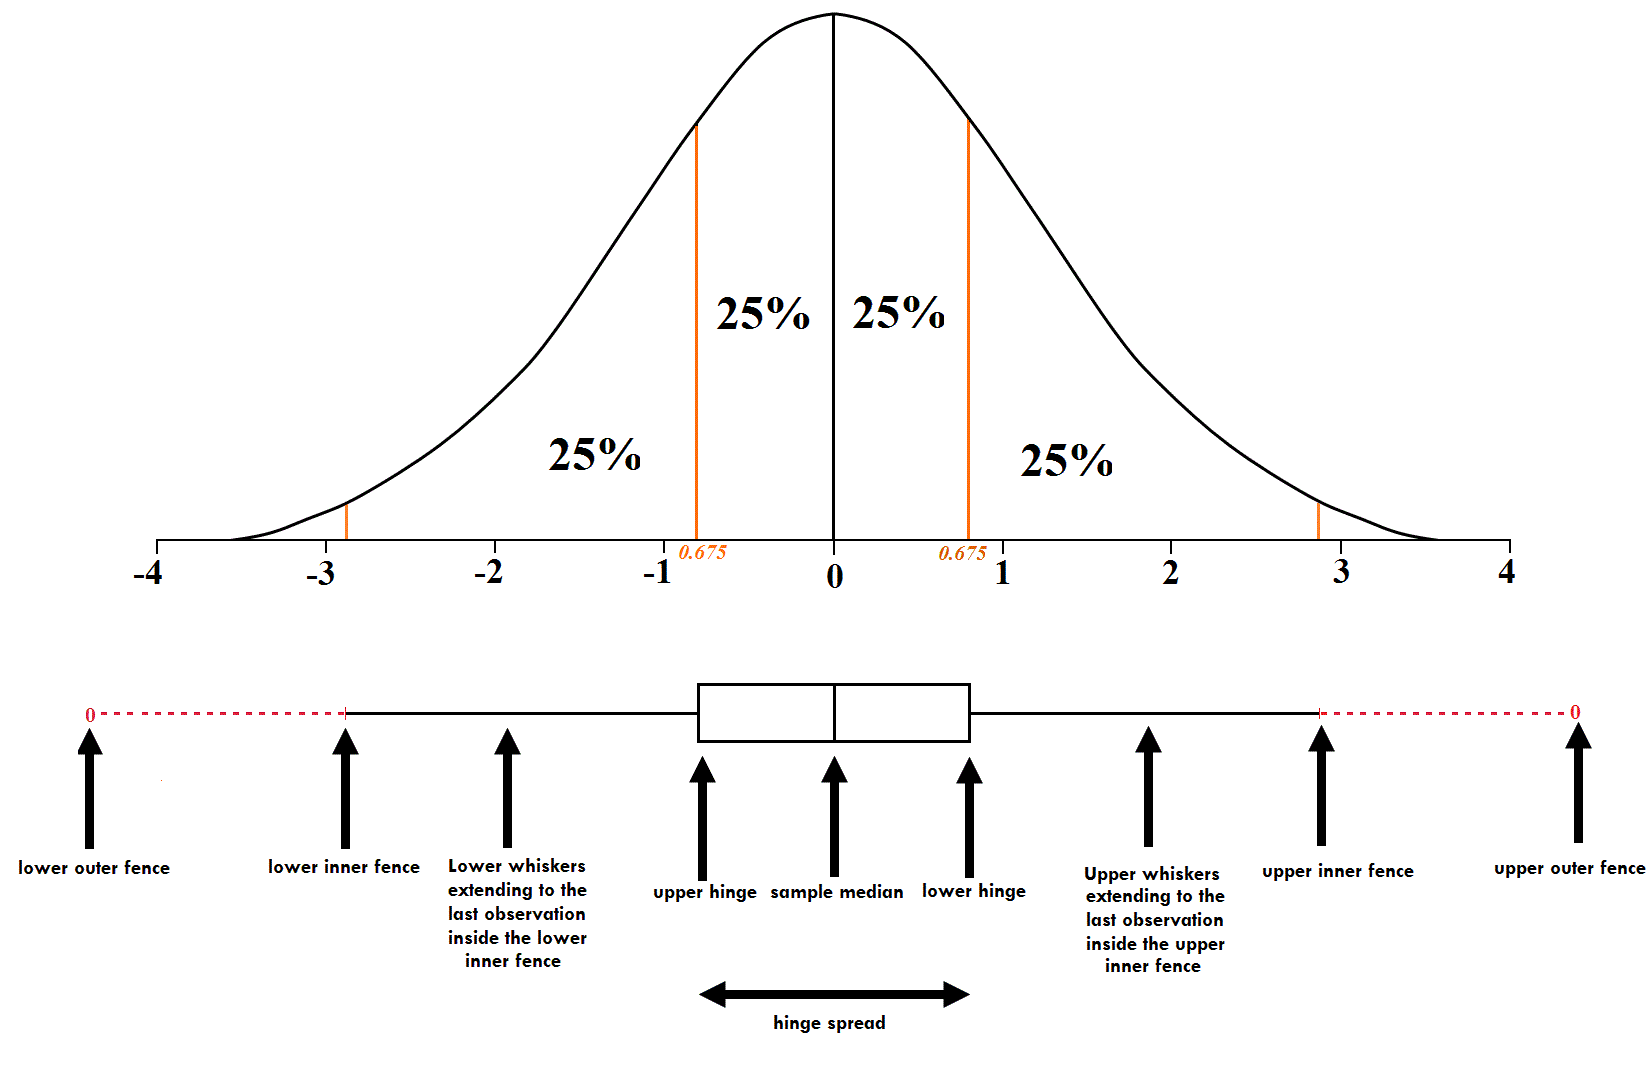 25% 25%
25% 25%
0.675 0.675
-4 -3 -2 -1 0 1 2 3 4
0 0
lower outer fence
lower inner fence
Lower whiskers
extending to the
last observation
inside the lower
inner fence
upper hinge
sample median
lower hinge
Upper whiskers
extending to the
last observation
inside the upper
inner fence
upper inner fence
upper outer fence
hinge spread